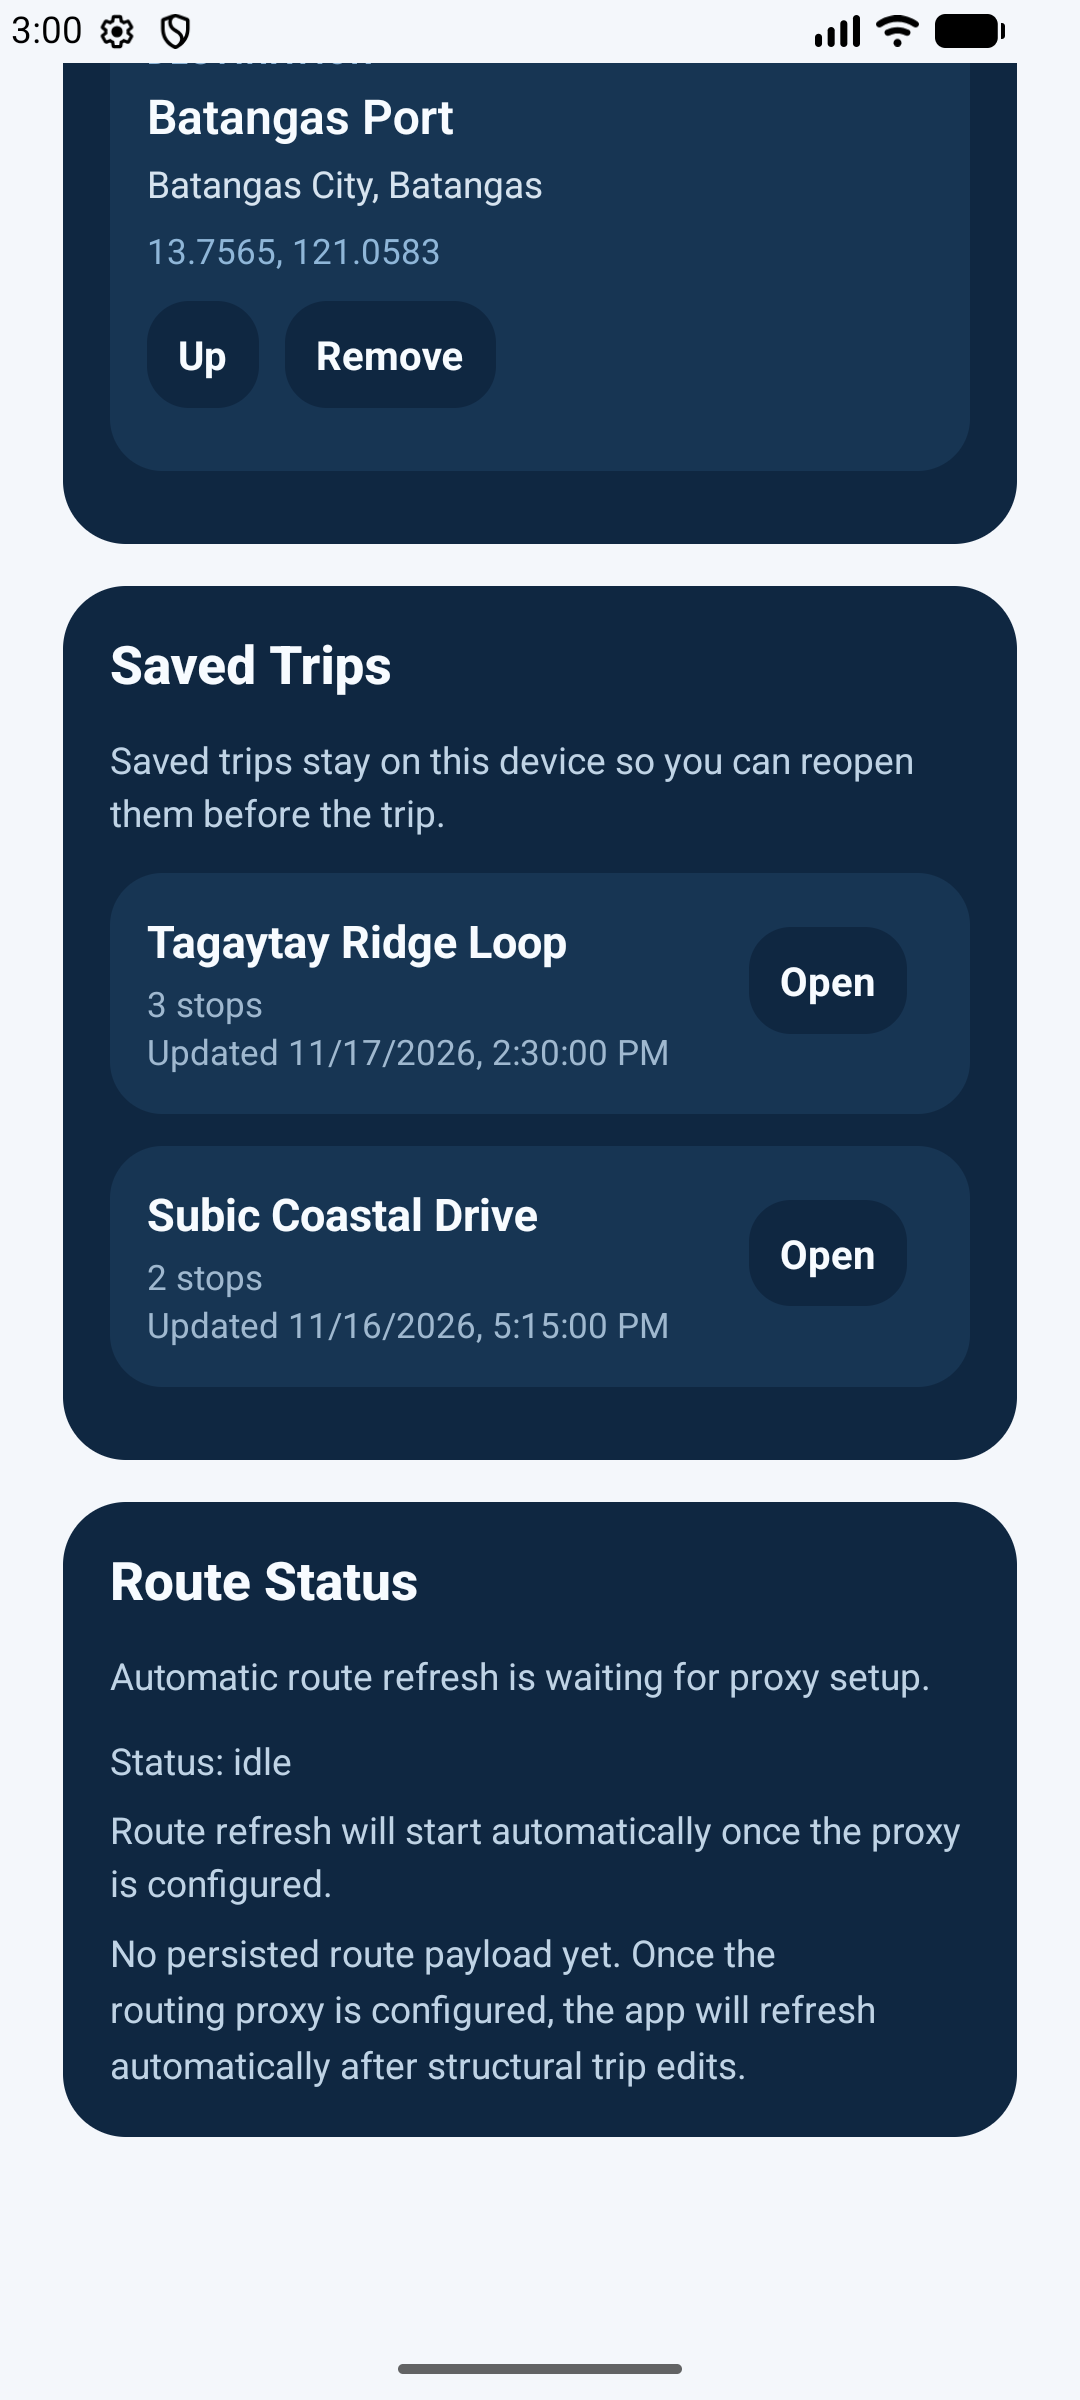 3:00
Batangas Port
Batangas City, Batangas
13.7565, 121.0583
Up
Remove
Saved Trips
Saved trips stay on this device so you can reopen
them before the trip.
Tagaytay Ridge Loop
3 stops
Updated 11/17/2026, 2:30:00 PM
Open
Subic Coastal Drive
2 stops
Updated 11/16/2026, 5:15:00 PM
Open
Route Status
Automatic route refresh is waiting for proxy setup.
Status: idle
Route refresh will start automatically once the proxy
is configured.
No persisted route payload yet. Once the
routing proxy is configured, the app will refresh
automatically after structural trip edits.